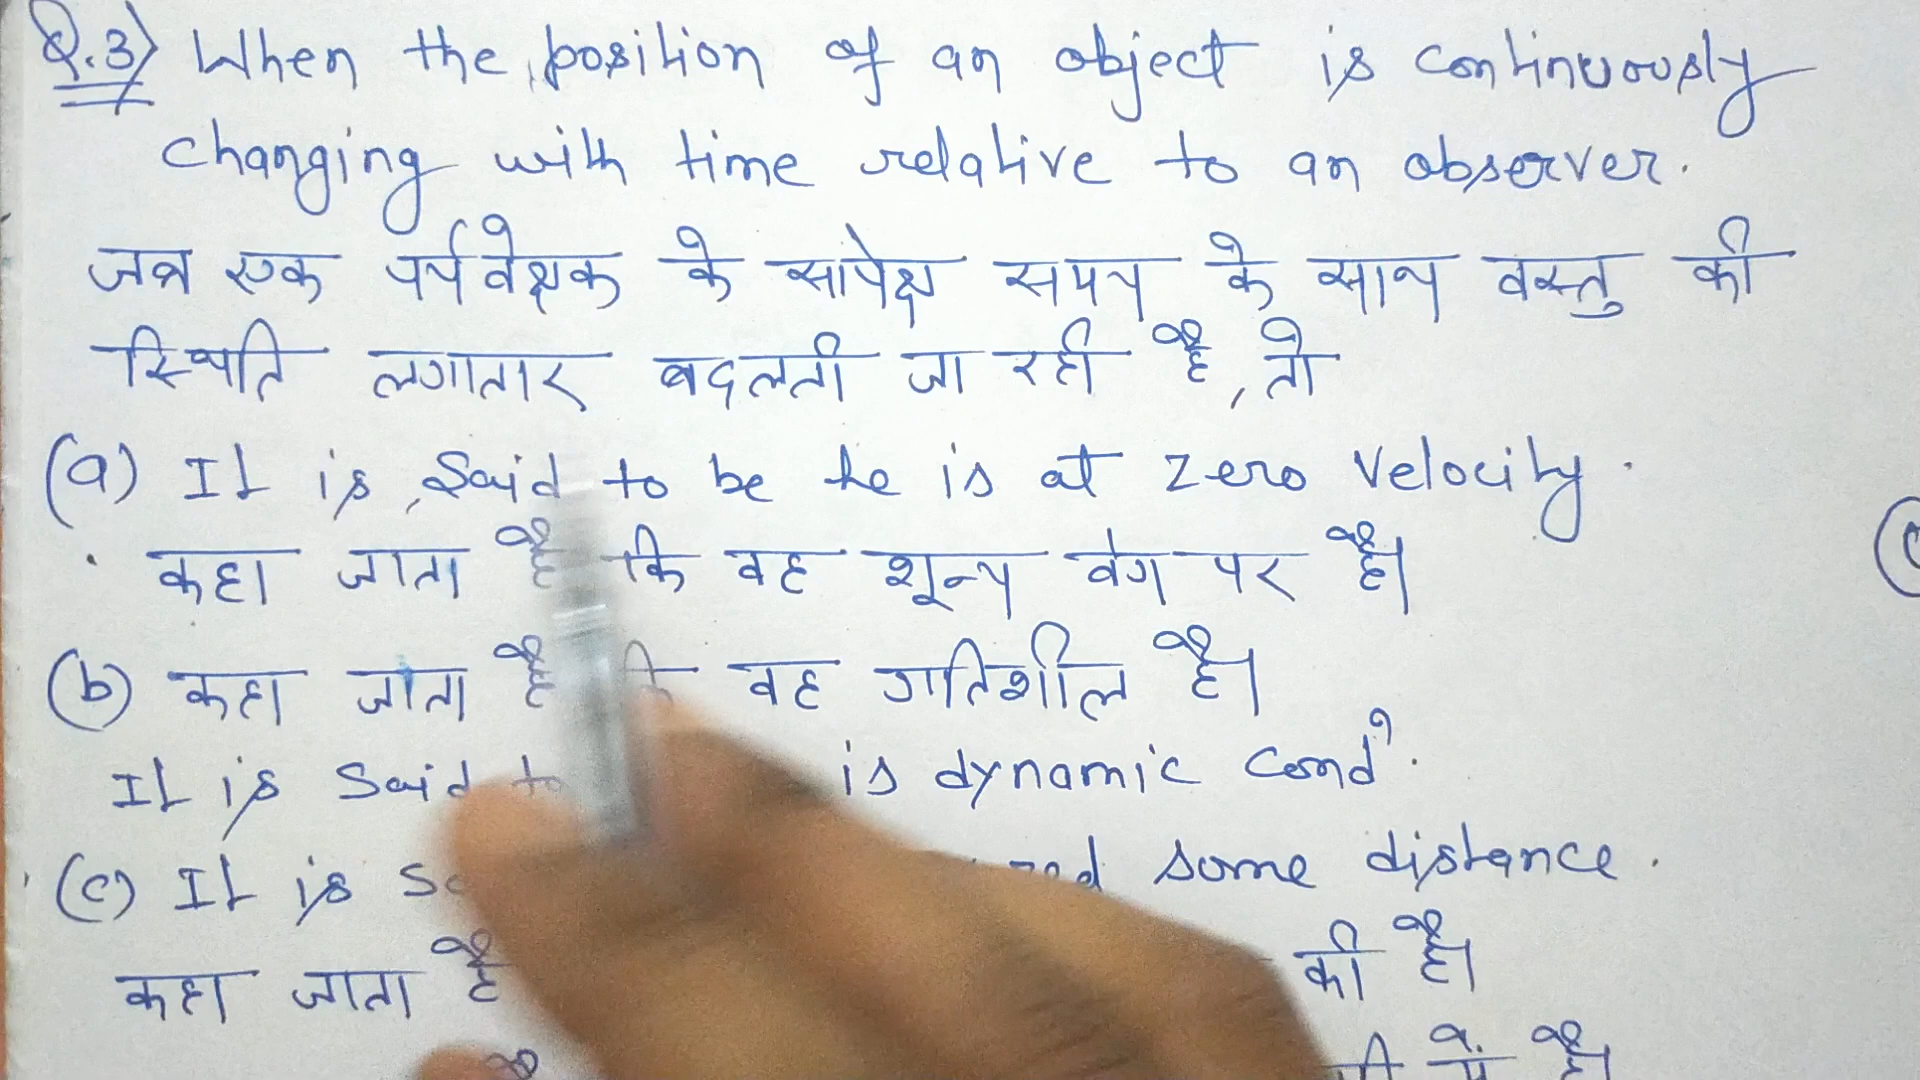 Q.3) When the position of an object is continuously
changing with time relative to an observer.
जब एक पर्यवेक्षक के सापेक्ष समय के साथ वस्तु की
स्थिति लगातार बदलती जा रही है, तो
(a) It is said to be he is at zero velocity.
कहा जाता है कि वह शून्य वेग पर है।
(b) कहा जाता है वह गतिशील है।
It is said to is dynamic condn.
(c) It is some distance.
कहा जाता है की है।
में है।